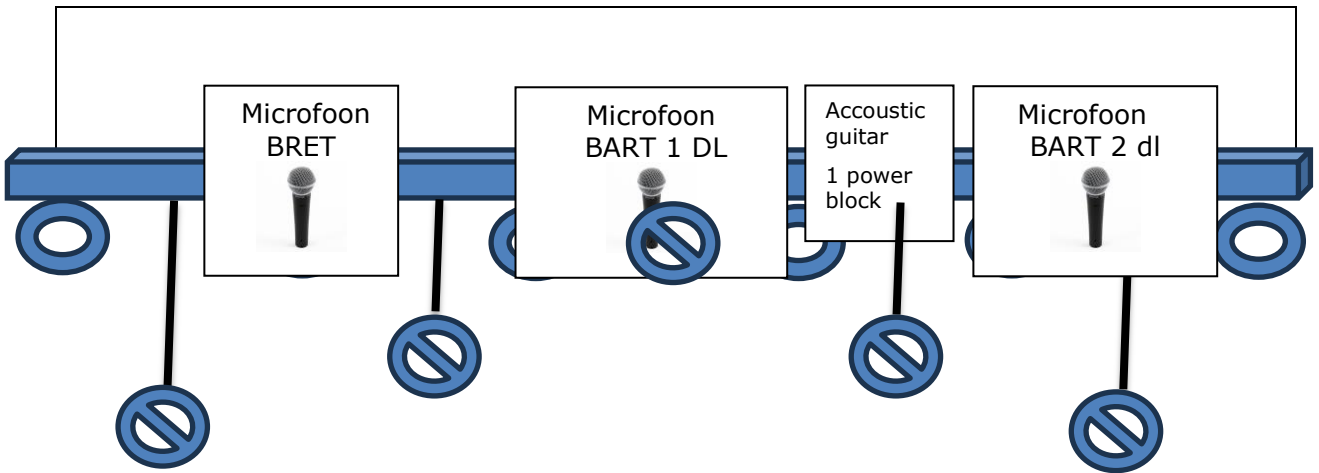 Microfoon
BRET
Microfoon
BART 1 DL
Accoustic
guitar
1 power
block
Microfoon
BART 2 dl